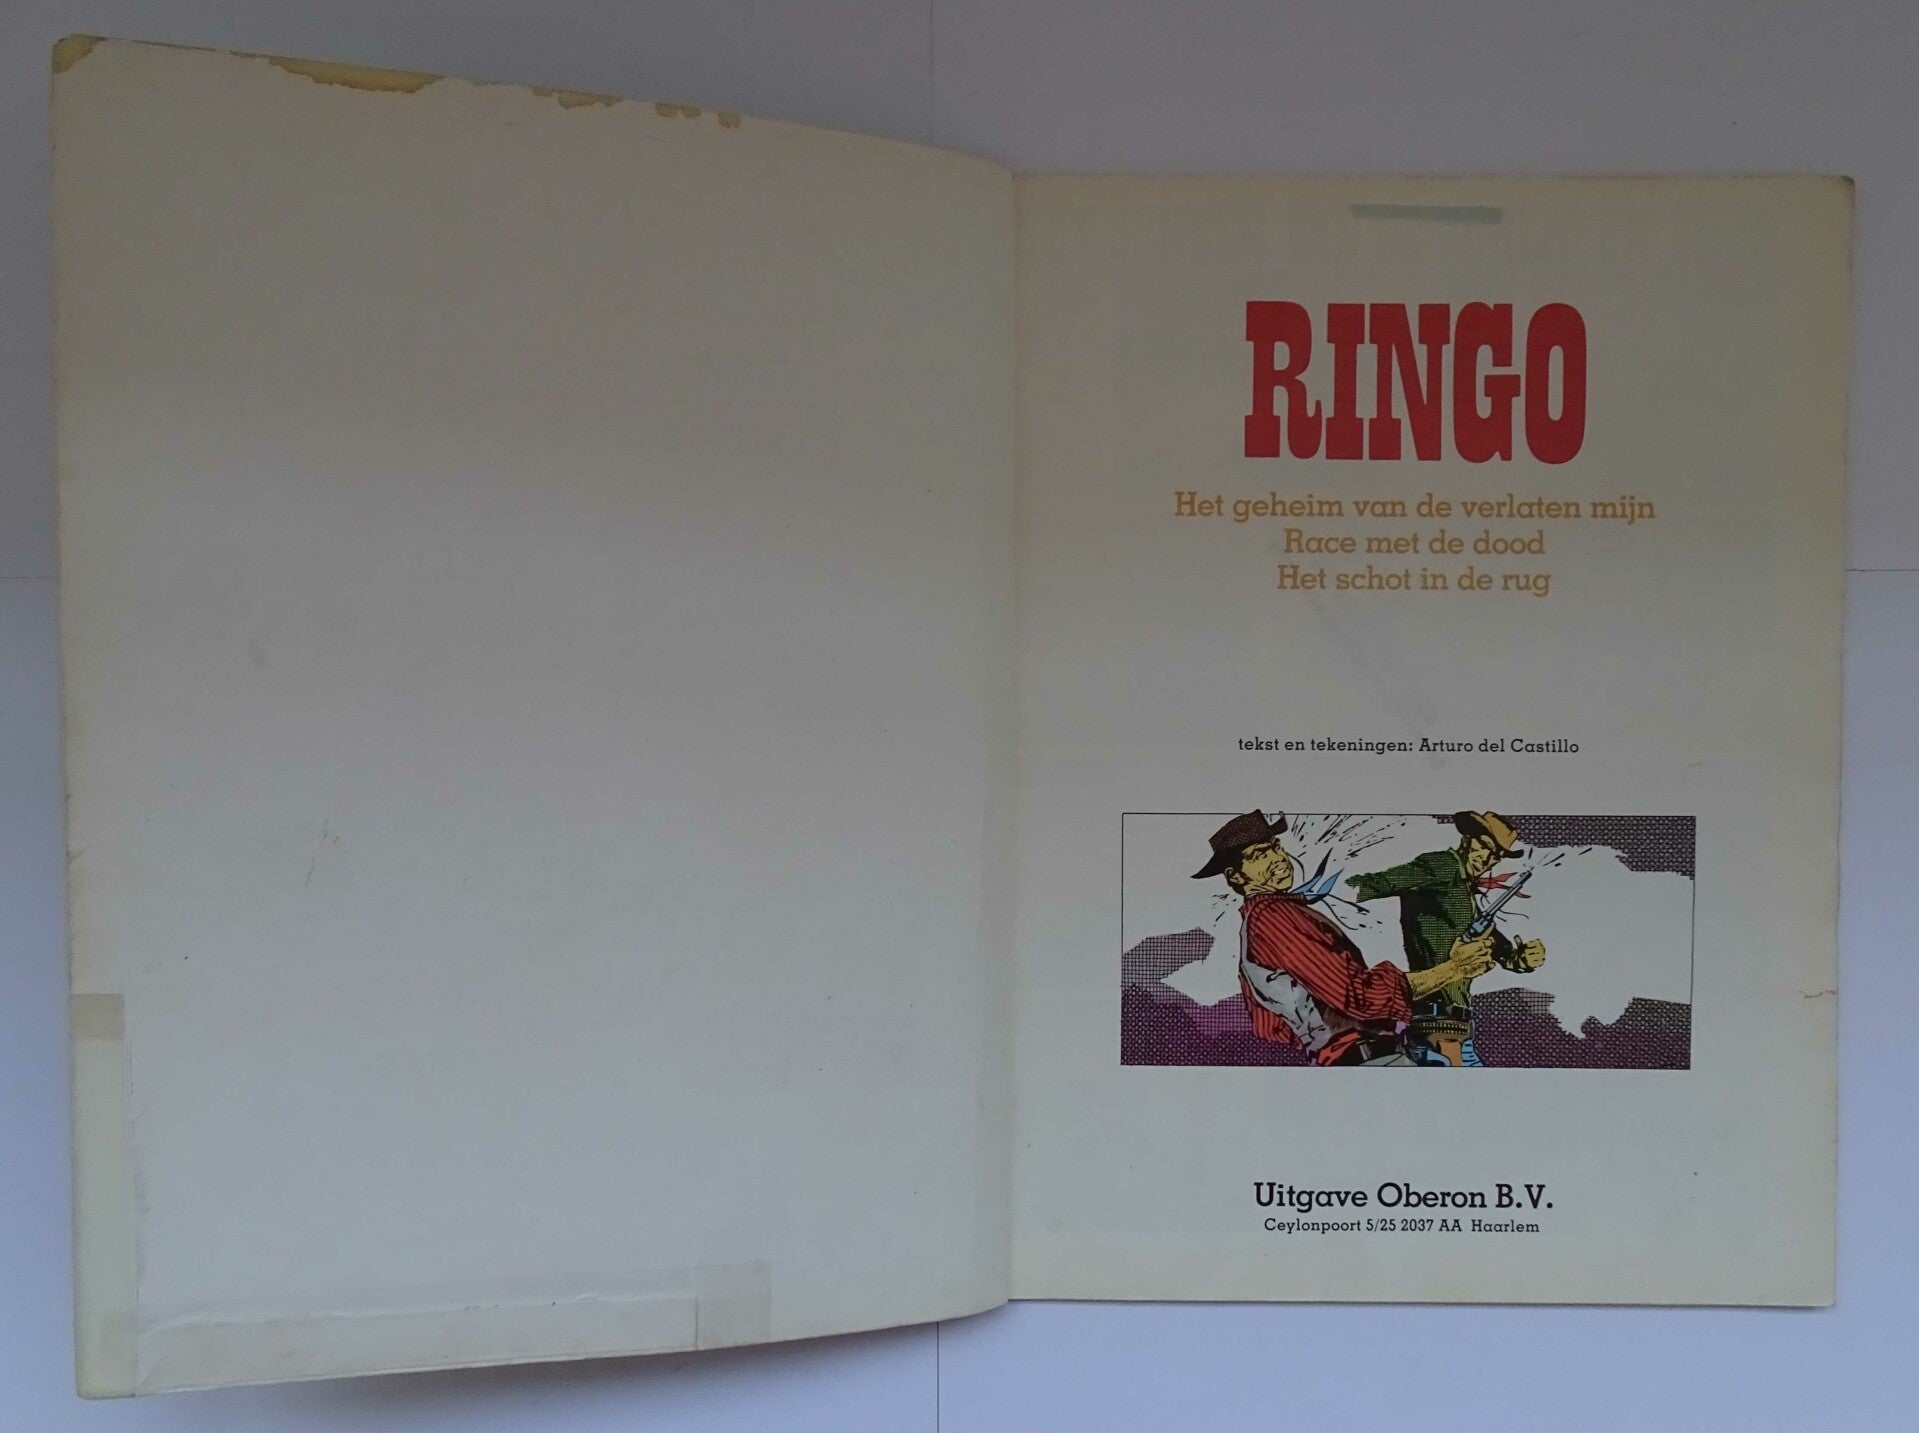 RINGO
Het geheim van de verlaten mijn
Race met de dood
Het schot in de rug
tekst en tekeningen: Arturo del Castillo
Uitgave Oberon B.V.
Ceylonpoort 5/25 2037 AA Haarlem